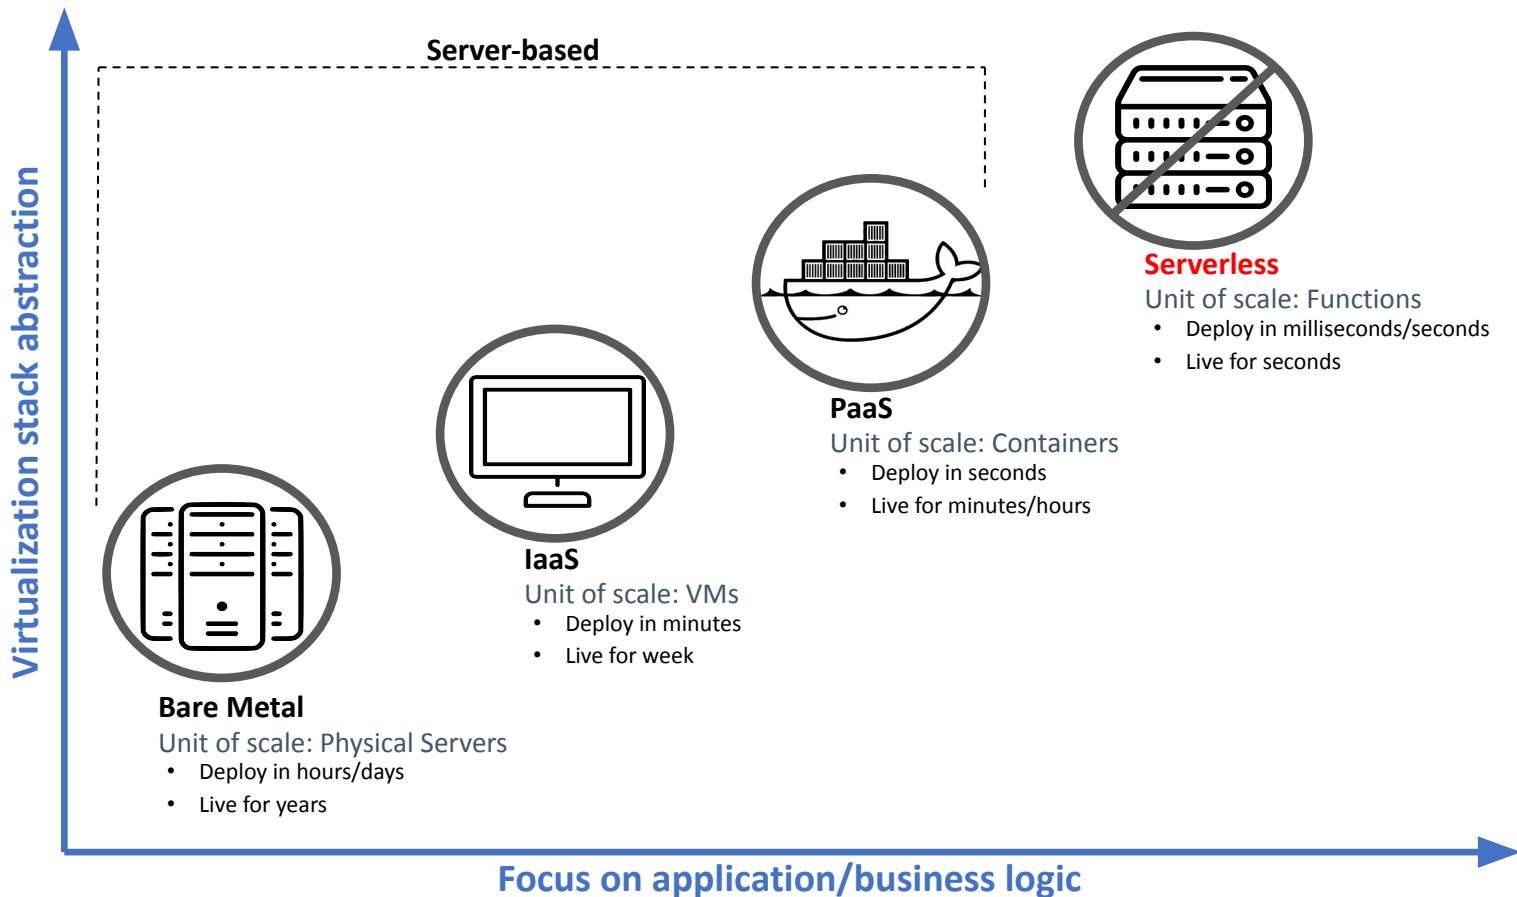 Server-based
Virtualization stack abstraction
Serverless
Unit of scale: Functions
• Deploy in milliseconds/seconds
• Live for seconds
PaaS
Unit of scale: Containers
• Deploy in seconds
• Live for minutes/hours
IaaS
Unit of scale: VMs
• Deploy in minutes
• Live for week
Bare Metal
Unit of scale: Physical Servers
• Deploy in hours/days
• Live for years
Focus on application/business logic